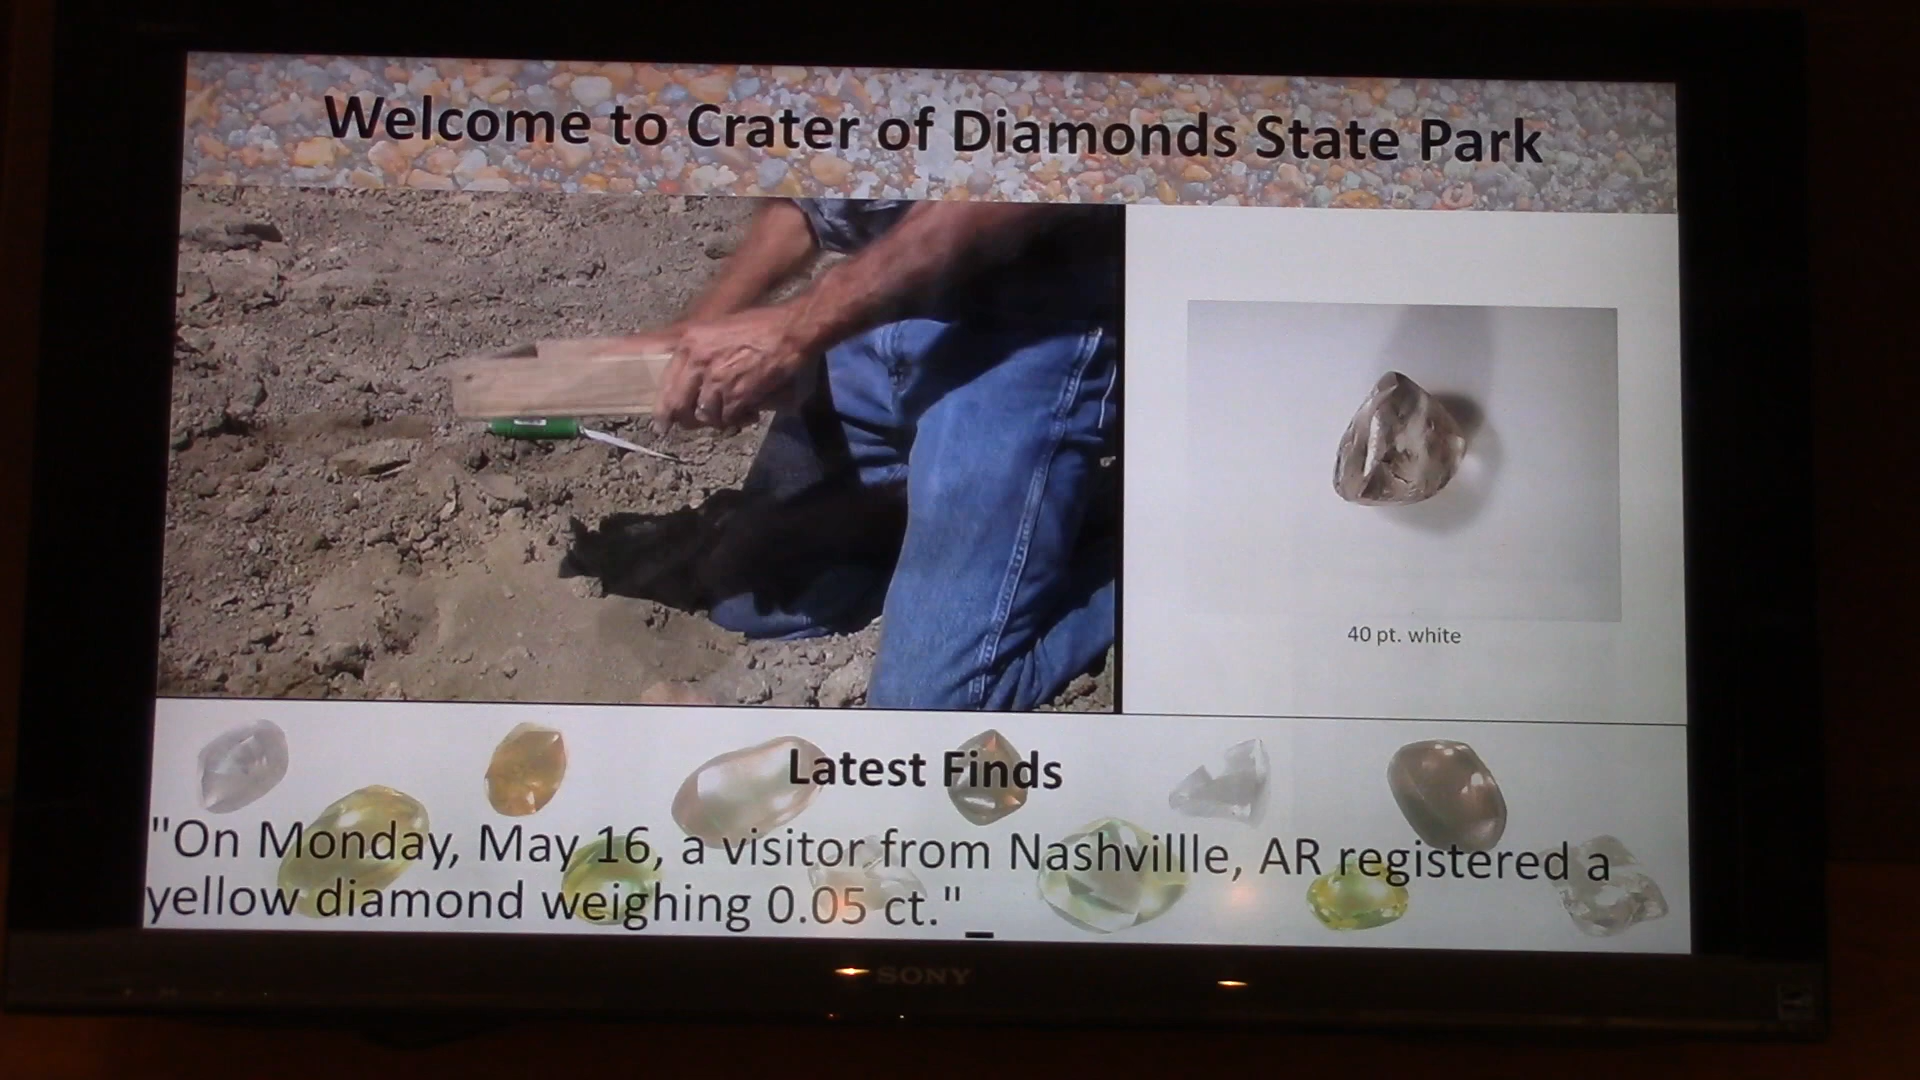 Welcome to Crater of Diamonds State Park
40 pt. white
Latest Finds
"On Monday, May 16, a visitor from Nashvillle, AR registered a
yellow diamond weighing 0.05 ct."_
SONY